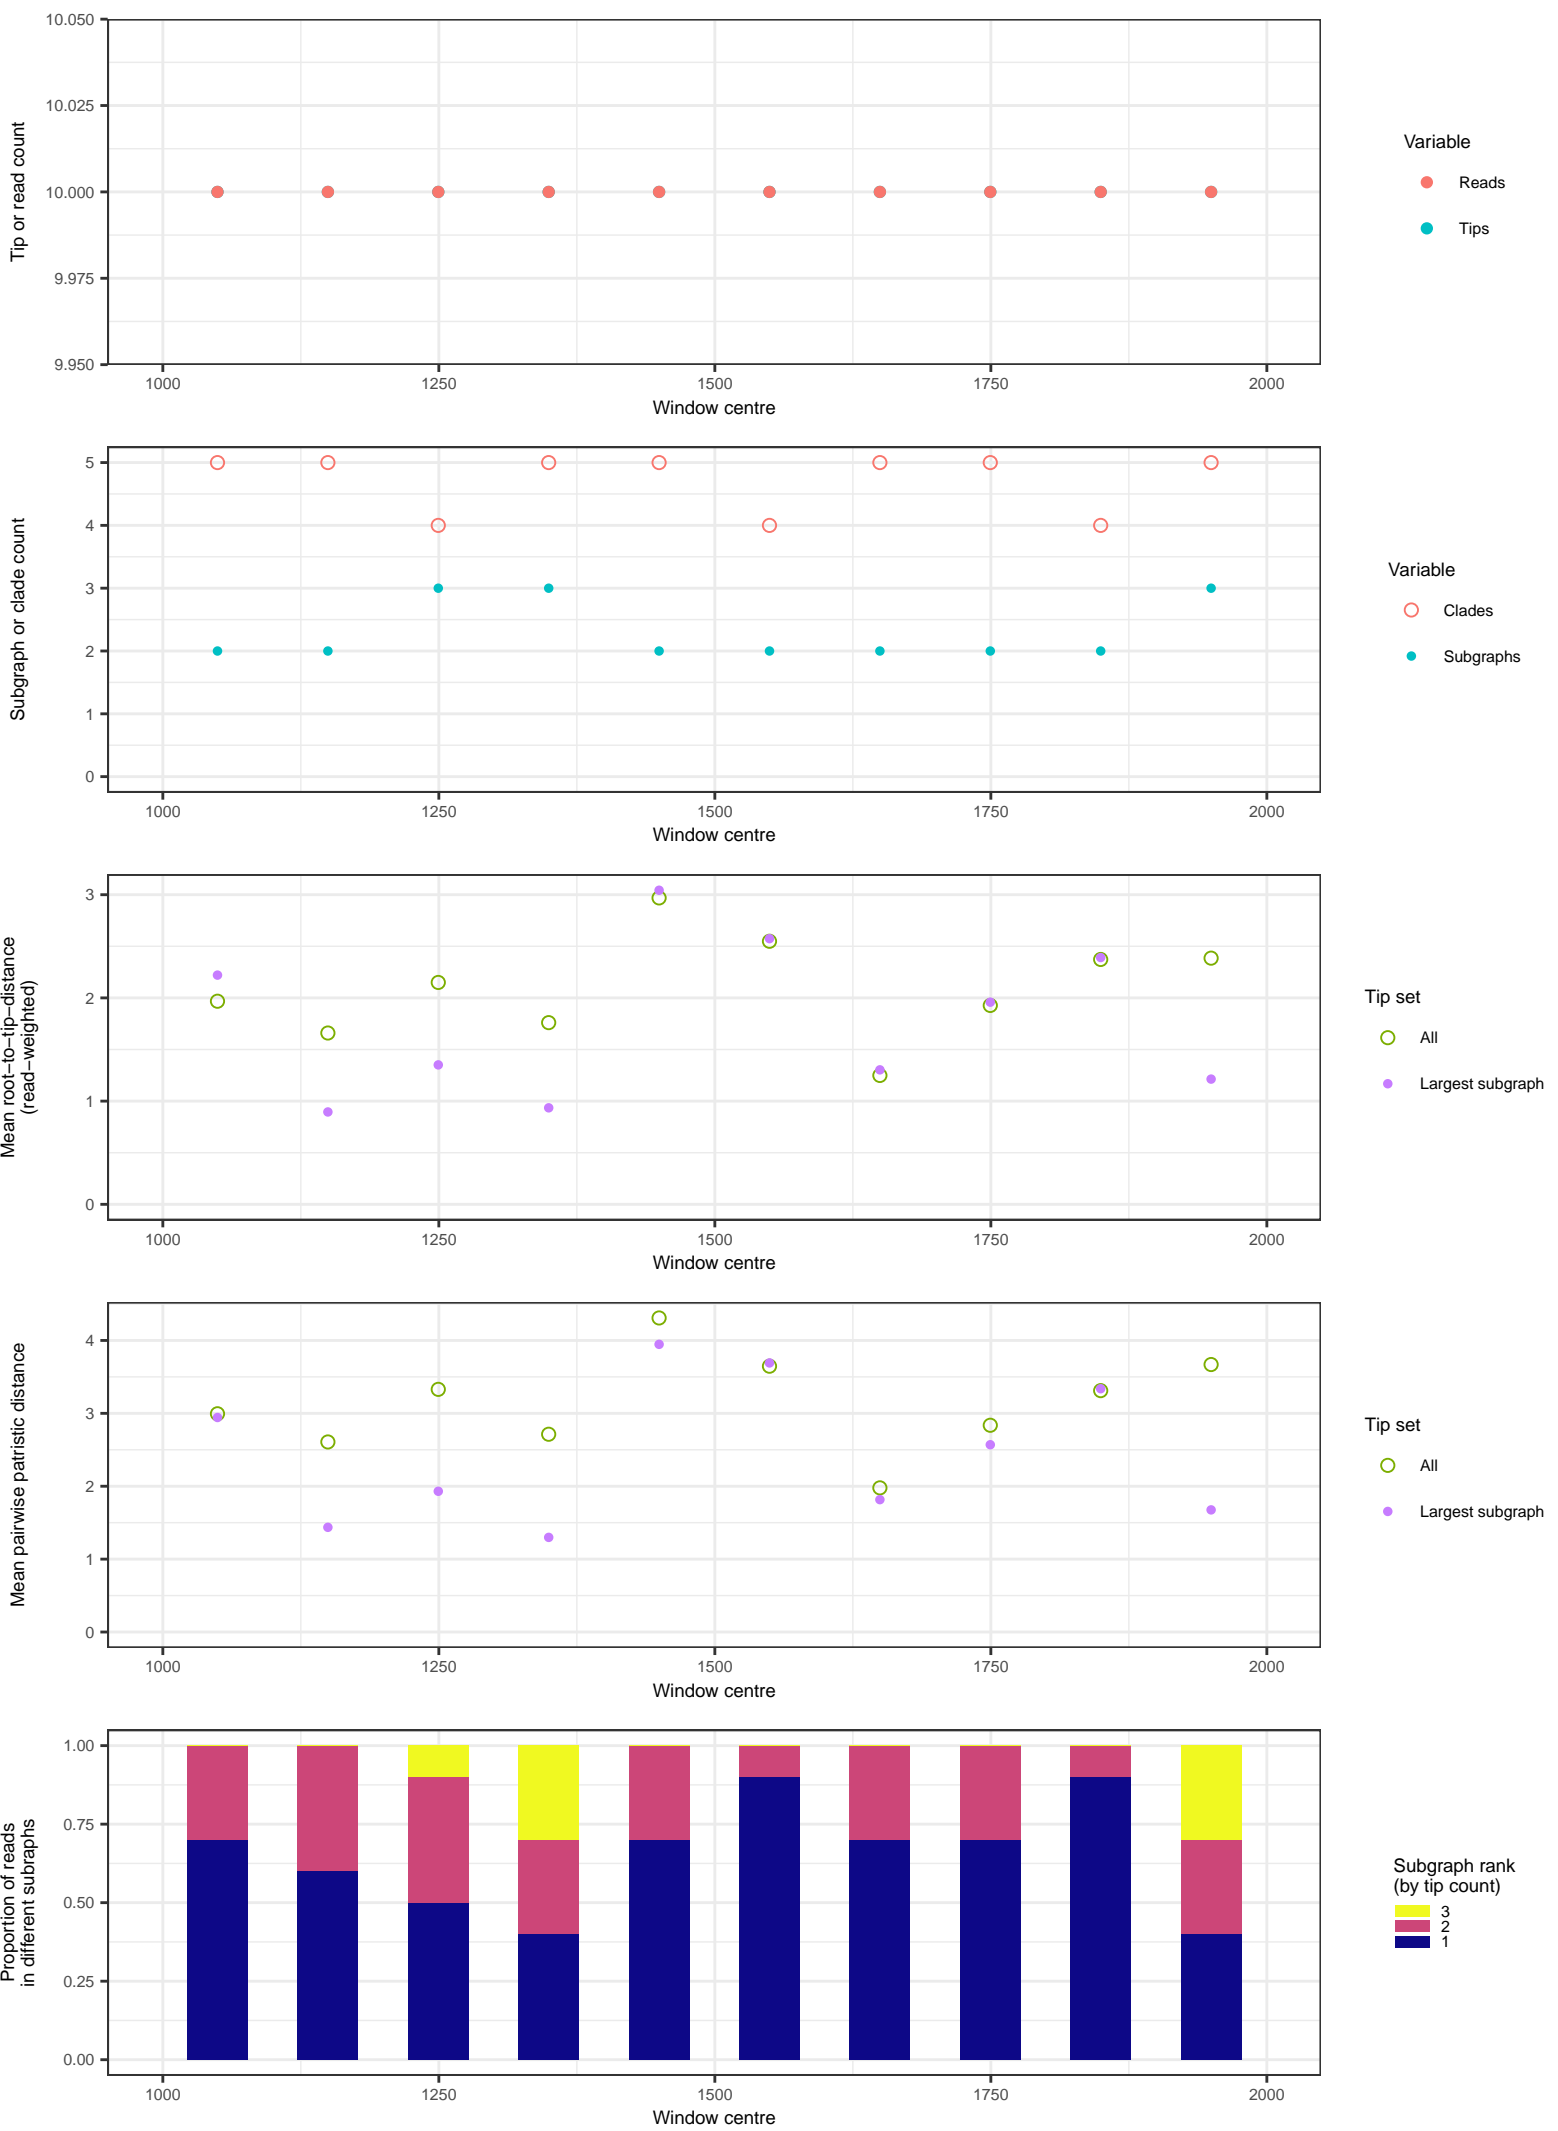 10.050
10.025
10.000
9.975
9.950
Tip or read count
1000
1250
1500
1750
2000
Window centre
Variable
Reads
Tips
5
4
3
2
1
0
Subgraph or clade count
1000
1250
1500
1750
2000
Window centre
Variable
Clades
Subgraphs
3
2
1
0
Mean root−to−tip−distance
(read−weighted)
1000
1250
1500
1750
2000
Window centre
Tip set
All
Largest subgraph
4
3
2
1
0
Mean pairwise patristic distance
1000
1250
1500
1750
2000
Window centre
Tip set
All
Largest subgraph
1.00
0.75
0.50
0.25
0.00
Proportion of reads
in different subraphs
1000
1250
1500
1750
2000
Window centre
Subgraph rank
(by tip count)
3
2
1